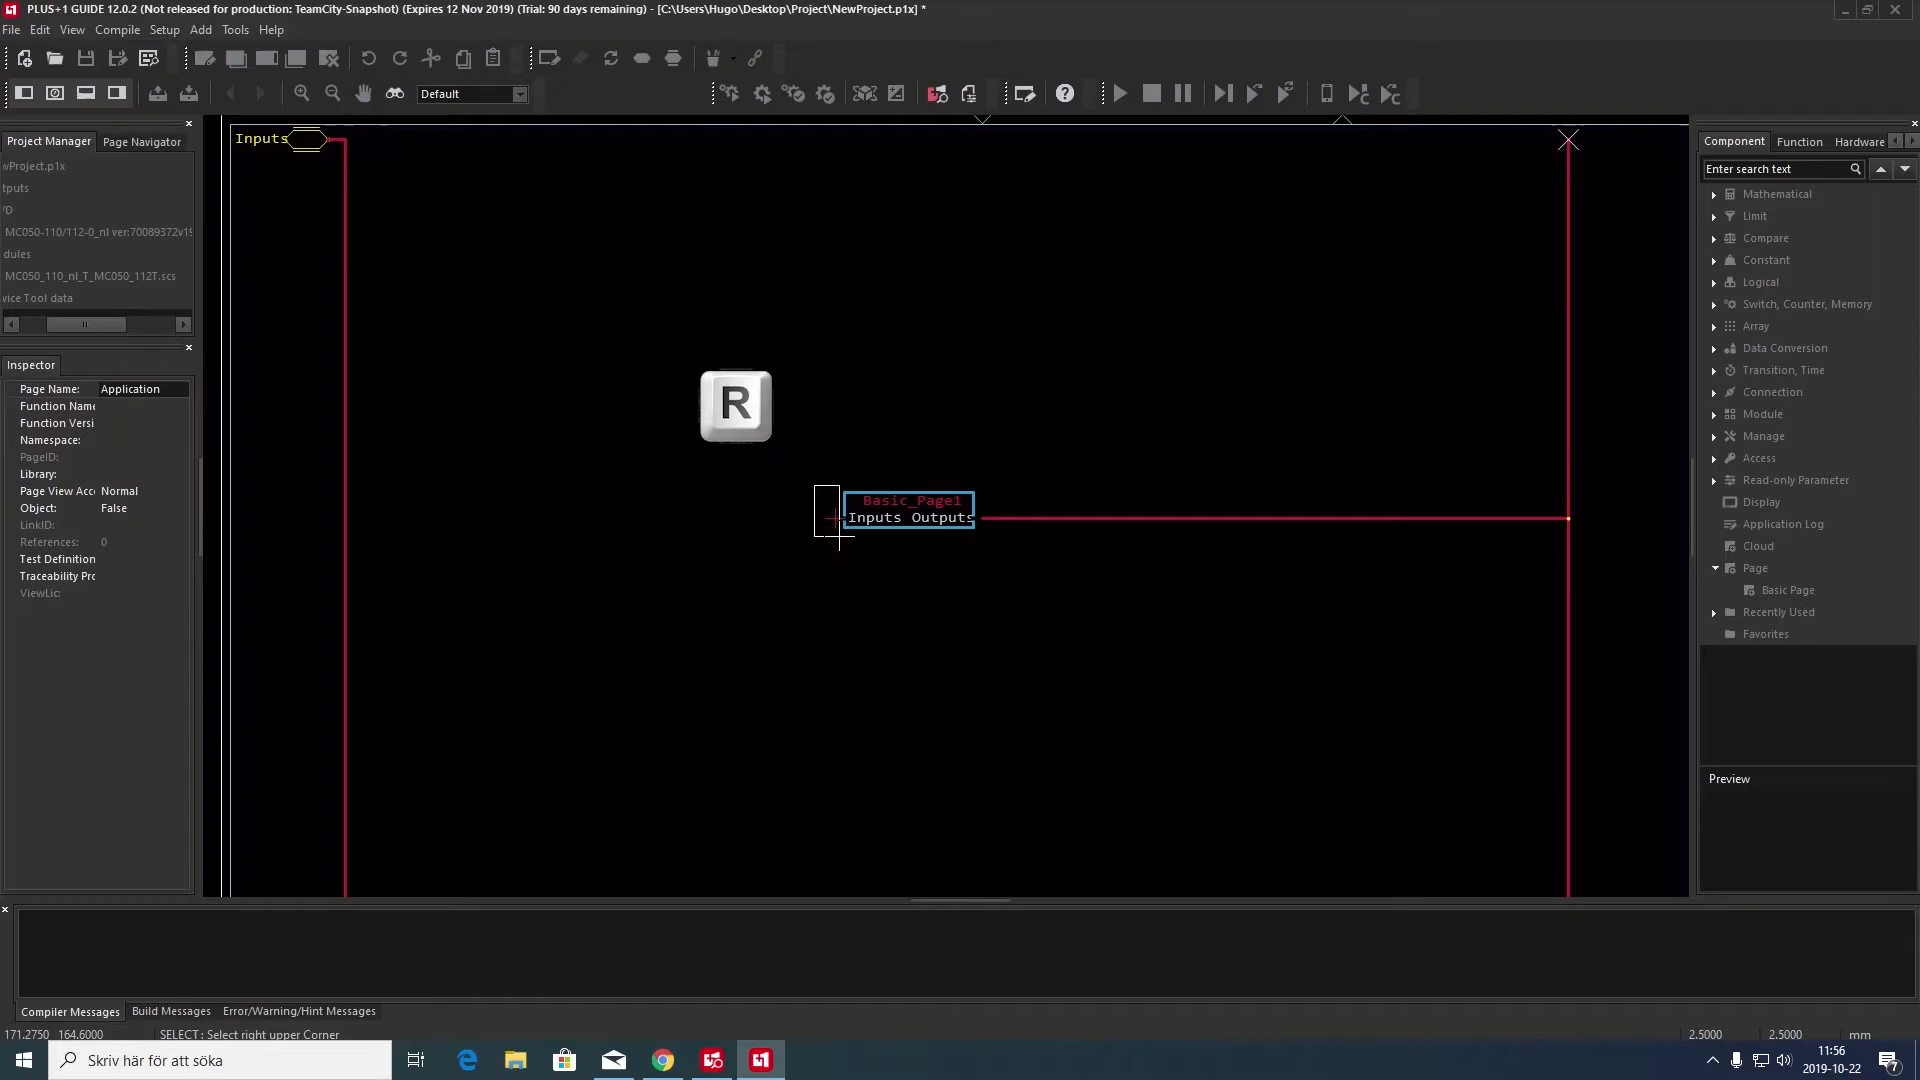 PLUS+1 GUIDE 12.0.2 (Not released for production: TeamCity-Snapshot) (Expires 12 Nov 2019) (Trial: 90 days remaining) - [C:\Users\Hugo\Desktop\Project\NewProject.p1x] *
File Edit View Compile Setup Add Tools Help
Default
Project Manager Page Navigator
wProject.p1x
tputs
/D
MC050-110/112-0_nl ver:70089372v19
dules
MC050_110_nl_T_MC050_112T.scs
vice Tool data
Inspector
Page Name: Application
Function Name
Function Versi
Namespace:
PageID:
Library:
Page View Acc Normal
Object: False
LinkID:
References: 0
Test Definition
Traceability Pro
ViewLic:
Inputs
R
Basic_Page1
Inputs Outputs
Component Function Hardware
Enter search text
Mathematical
Limit
Compare
Constant
Logical
Switch, Counter, Memory
Array
Data Conversion
Transition, Time
Connection
Module
Manage
Access
Read-only Parameter
Display
Application Log
Cloud
Page
Basic Page
Recently Used
Favorites
Preview
Compiler Messages Build Messages Error/Warning/Hint Messages
171.2750 164.6000 SELECT : Select right upper Corner 2.5000 2.5000 mm
Skriv här för att söka
11:56
2019-10-22
7